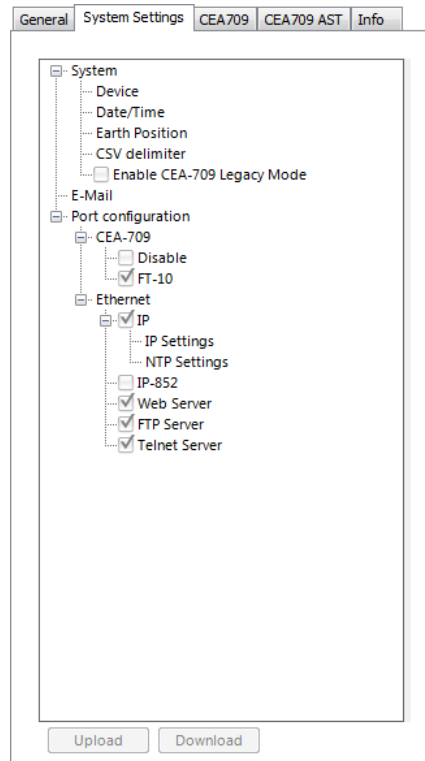 General System Settings CEA709 CEA709 AST Info
System
Device
Date/Time
Earth Position
CSV delimiter
Enable CEA-709 Legacy Mode
E-Mail
Port configuration
CEA-709
Disable
FT-10
Ethernet
IP
IP Settings
NTP Settings
IP-852
Web Server
FTP Server
Telnet Server
Upload Download